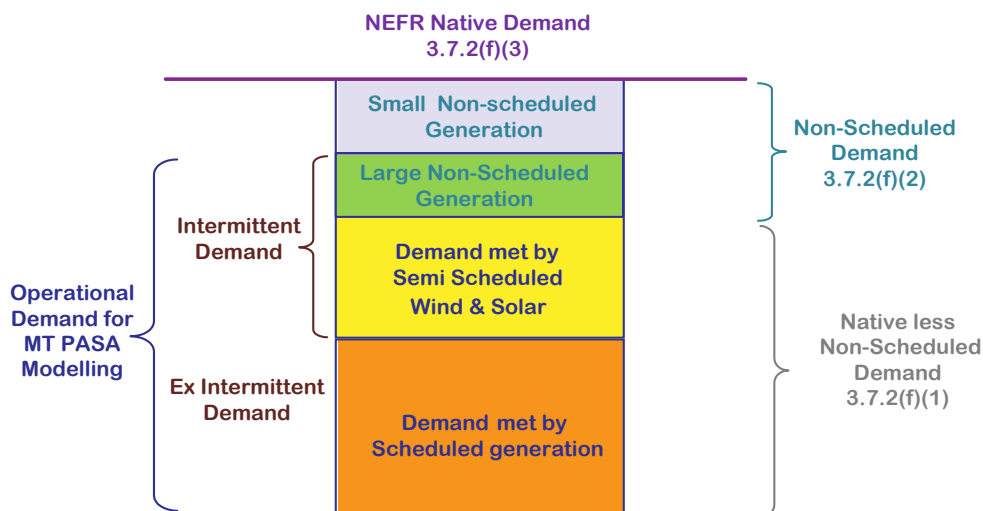 NEFR Native Demand
3.7.2(f)(3)
Small Non-scheduled
Generation
Large Non-Scheduled
Generation
Demand met by
Semi Scheduled
Wind & Solar
Demand met by
Scheduled generation
Operational
Demand for
MT PASA
Modelling
Intermittent
Demand
Ex Intermittent
Demand
Non-Scheduled
Demand
3.7.2(f)(2)
Native less
Non-Scheduled
Demand
3.7.2(f)(1)